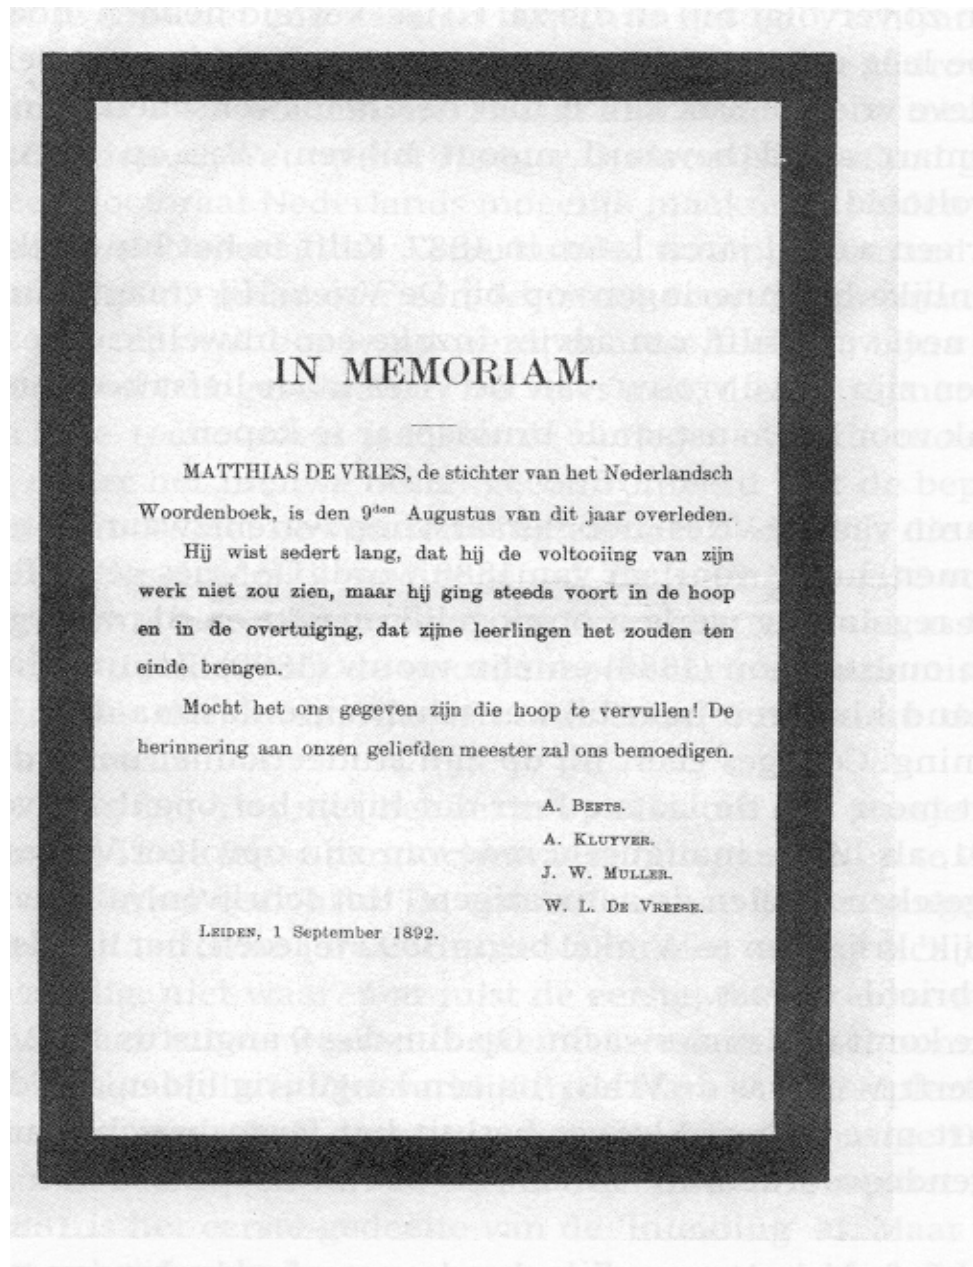 IN MEMORIAM.
MATTHIAS DE VRIES, de stichter van het Nederlandsch
Woordenboek, is den 9den Augustus van dit jaar overleden.
Hij wist sedert lang, dat hij de voltooiing van zijn
werk niet zou zien, maar hij ging steeds voort in de hoop
en in de overtuiging, dat zijne leerlingen het zouden ten
einde brengen.
Mocht het ons gegeven zijn die hoop te vervullen! De
herinnering aan onzen geliefden meester zal ons bemoedigen.
A. BEETS.
A. KLUYVER.
J. W. MULLER.
W. L. DE VREESE.
LEIDEN, 1 September 1892.